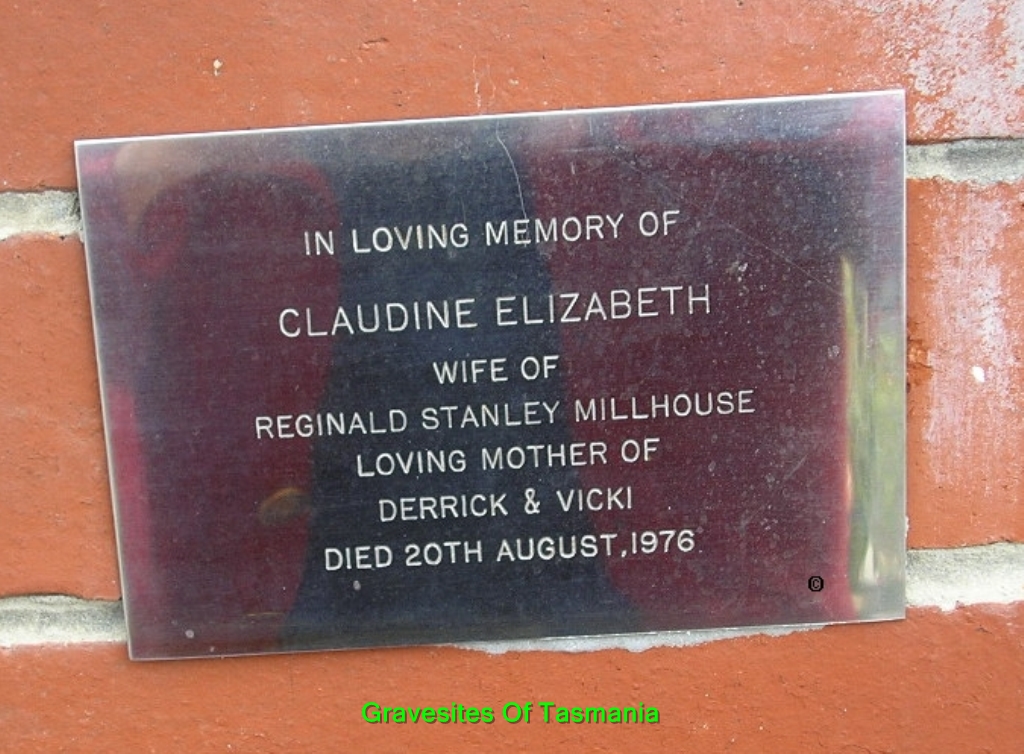 IN LOVING MEMORY OF
CLAUDINE ELIZABETH
WIFE OF
REGINALD STANLEY MILLHOUSE
LOVING MOTHER OF
DERRICK & VICKI
DIED 20TH AUGUST,1976
©
Gravesites Of Tasmania